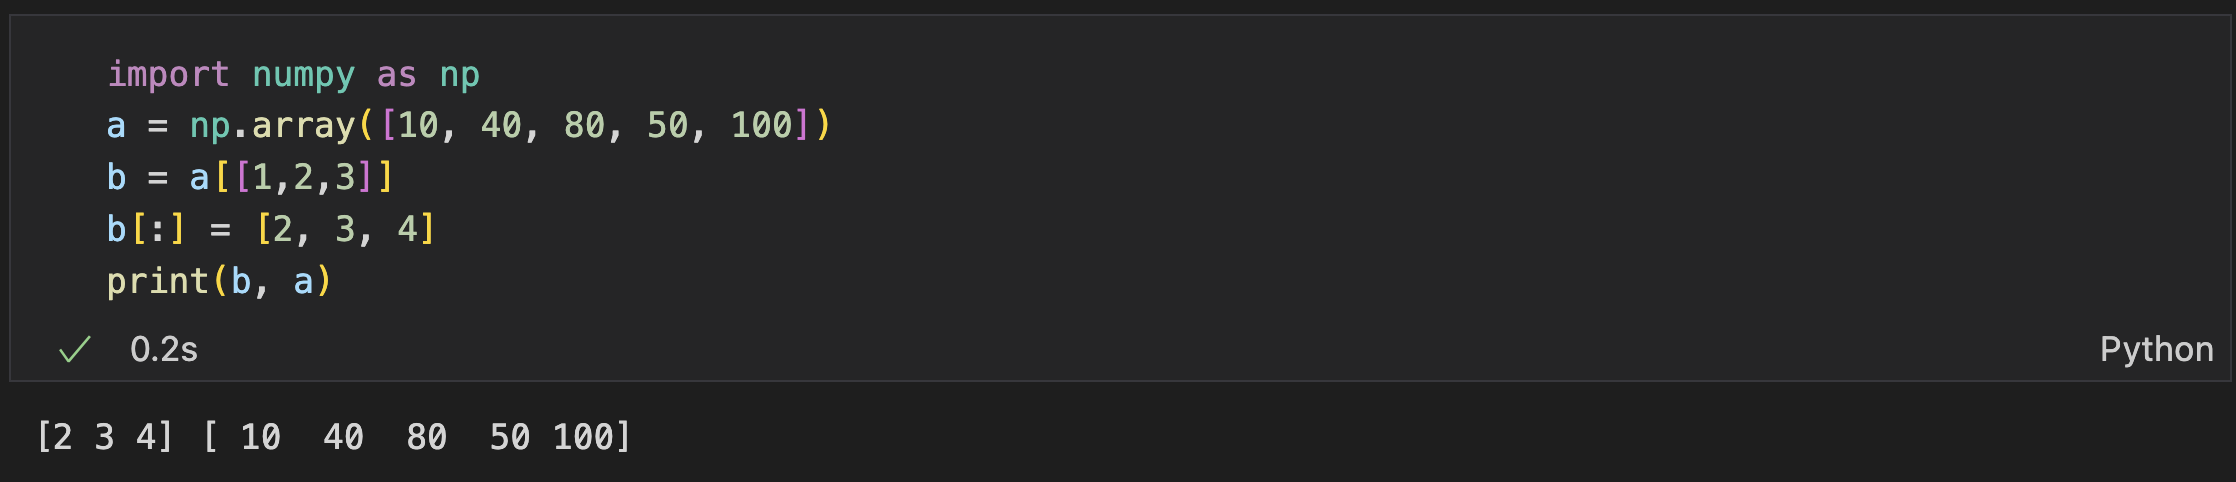 import numpy as np
a = np.array([10, 40, 80, 50, 100])
b = a[[1,2,3]]
b[:] = [2, 3, 4]
print(b, a)
✓ 0.2s
Python
[2 3 4] [ 10  40  80  50 100]